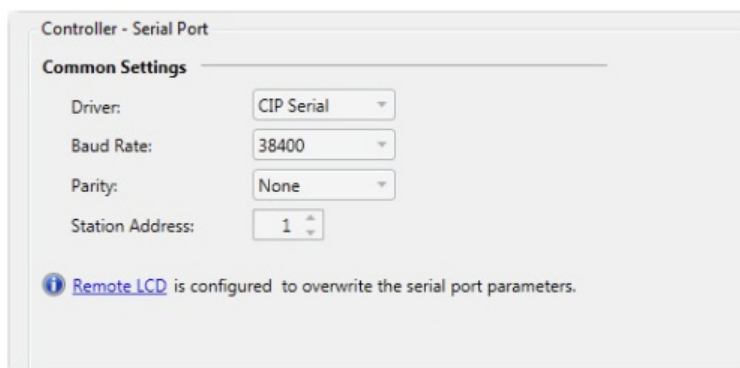 Controller - Serial Port
Common Settings
Driver: CIP Serial
Baud Rate: 38400
Parity: None
Station Address: 1
Remote LCD is configured to overwrite the serial port parameters.